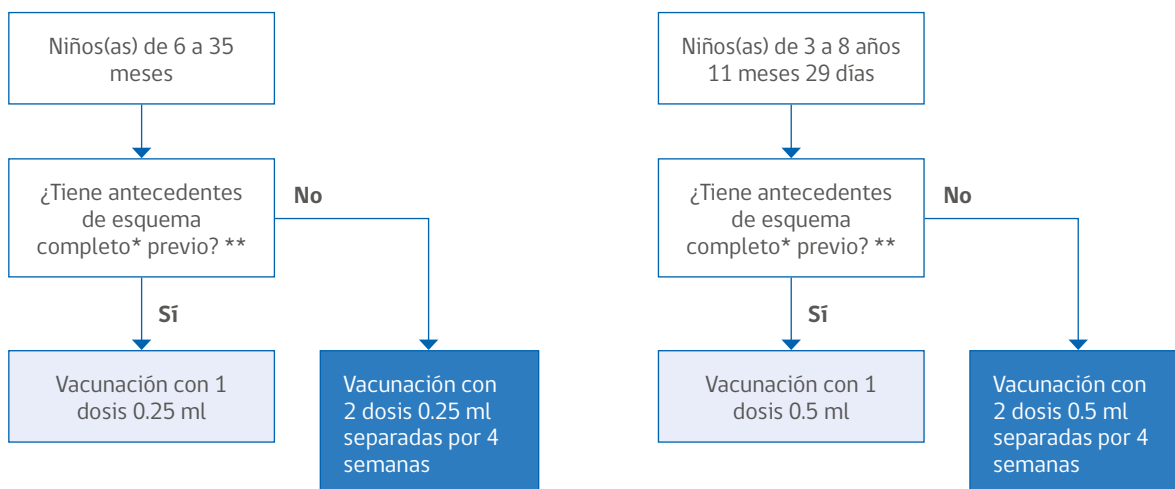 Niños(as) de 6 a 35
meses
¿Tiene antecedentes
de esquema
completo* previo? **
No
Sí
Vacunación con 1
dosis 0.25 ml
Vacunación con
2 dosis 0.25 ml
separadas por 4
semanas
Niños(as) de 3 a 8 años
11 meses 29 días
¿Tiene antecedentes
de esquema
completo* previo? **
No
Sí
Vacunación con 1
dosis 0.5 ml
Vacunación con
2 dosis 0.5 ml
separadas por 4
semanas